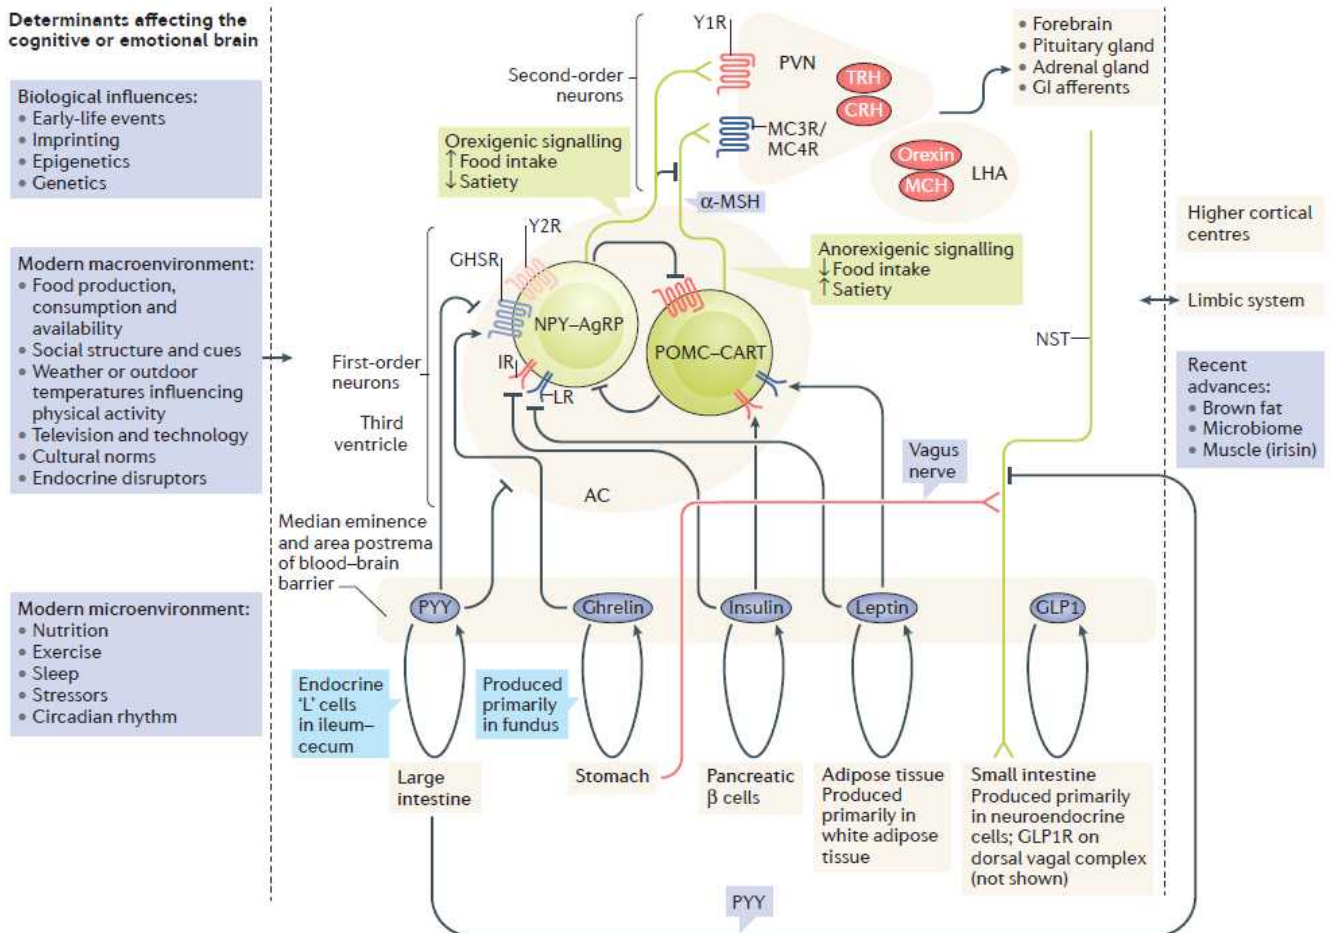 Determinants affecting the
cognitive or emotional brain
Biological influences:
• Early-life events
• Imprinting
• Epigenetics
• Genetics
Modern macroenvironment:
• Food production,
consumption and
availability
• Social structure and cues
• Weather or outdoor
temperatures influencing
physical activity
• Television and technology
• Cultural norms
• Endocrine disruptors
Modern microenvironment:
• Nutrition
• Exercise
• Sleep
• Stressors
• Circadian rhythm
Second-order
neurons
Y1R
PVN
TRH
CRH
MC3R/
MC4R
Orexin
MCH
LHA
• Forebrain
• Pituitary gland
• Adrenal gland
• GI afferents
Orexigenic signalling
↑ Food intake
↓ Satiety
α-MSH
Anorexigenic signalling
↓ Food intake
↑ Satiety
Y2R
GHSR
NPY–AgRP
POMC–CART
IR
LR
First-order
neurons
Third
ventricle
AC
NST
Vagus
nerve
Higher cortical
centres
Limbic system
Recent
advances:
• Brown fat
• Microbiome
• Muscle (irisin)
Median eminence
and area postrema
of blood–brain
barrier
PYY
Ghrelin
Insulin
Leptin
GLP1
Endocrine
‘L’ cells
in ileum–
cecum
Produced
primarily
in fundus
Large
intestine
Stomach
Pancreatic
β cells
Adipose tissue
Produced
primarily in
white adipose
tissue
Small intestine
Produced primarily
in neuroendocrine
cells; GLP1R on
dorsal vagal complex
(not shown)
PYY